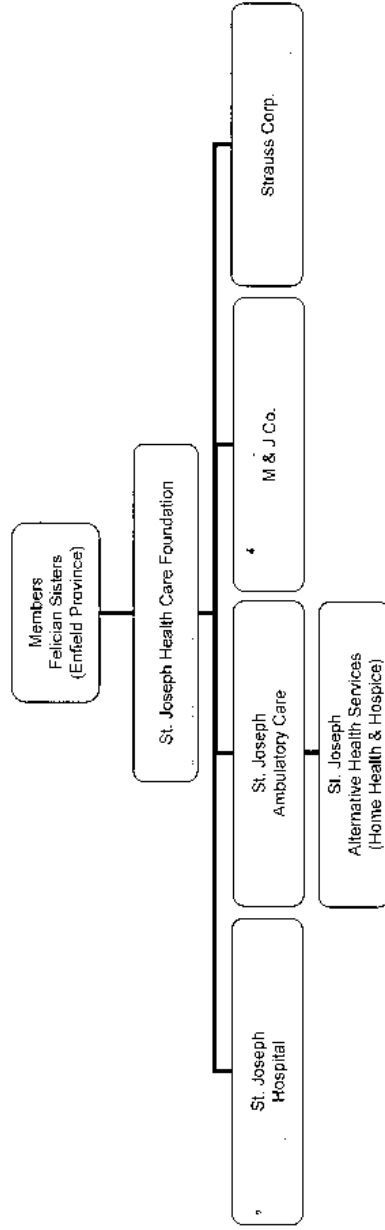 Members
Felician Sisters
(Enfield Province)
St. Joseph Health Care Foundation
St. Joseph
Hospital
St. Joseph
Ambulatory Care
M & J Co.
Strauss Corp.
St. Joseph
Alternative Health Services
(Home Health & Hospice)